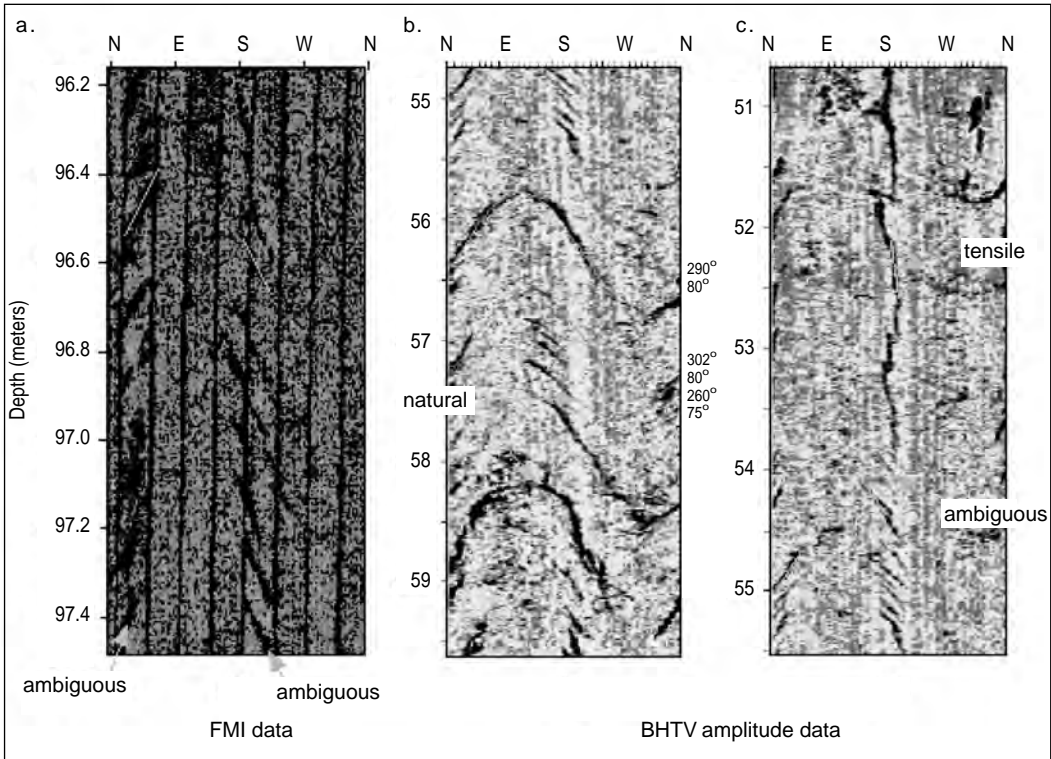 a.
N E S W N
96.2
96.4
96.6
96.8
97.0
97.2
97.4
Depth (meters)
ambiguous
ambiguous
FMI data
b.
N E S W N
55
56
57
58
59
natural
290°
80°
302°
80°
260°
75°
c.
N E S W N
51
52
53
54
55
tensile
ambiguous
BHTV amplitude data